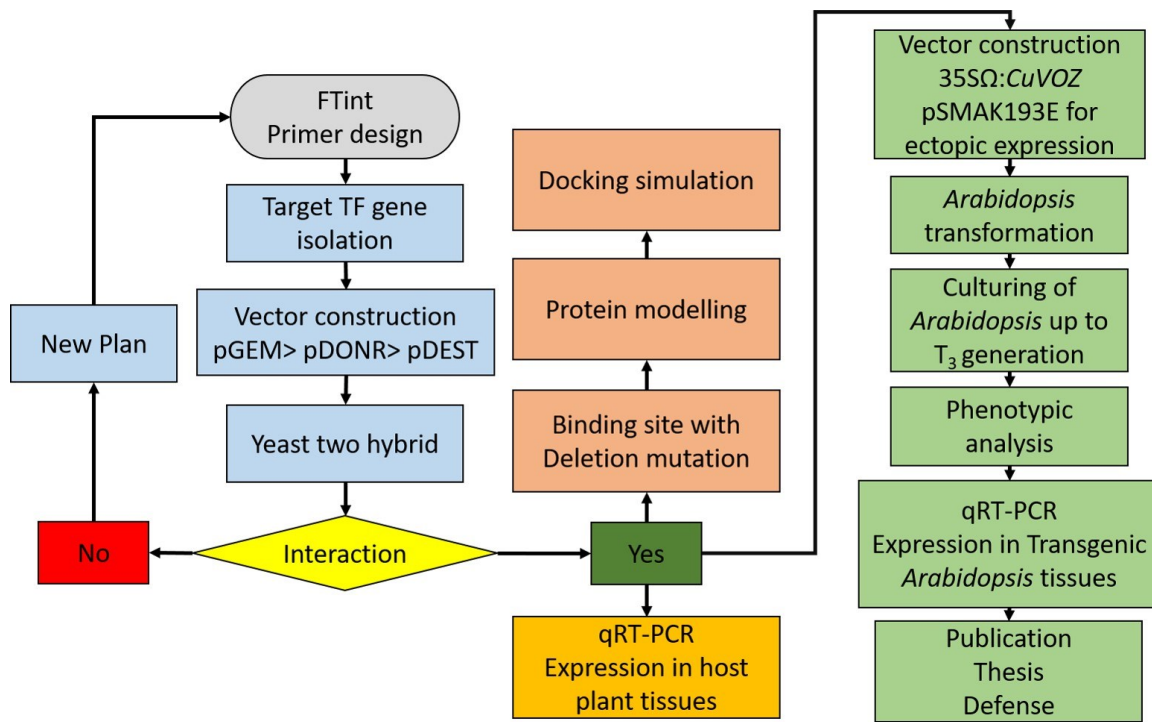 FTint
Primer design
Target TF gene
isolation
Vector construction
pGEM> pDONR> pDEST
Yeast two hybrid
Interaction
No
New Plan
Yes
Docking simulation
Protein modelling
Binding site with
Deletion mutation
qRT-PCR
Expression in host
plant tissues
Vector construction
35SΩ:CuVOZ
pSMAK193E for
ectopic expression
Arabidopsis
transformation
Culturing of
Arabidopsis up to
T3 generation
Phenotypic
analysis
qRT-PCR
Expression in Transgenic
Arabidopsis tissues
Publication
Thesis
Defense